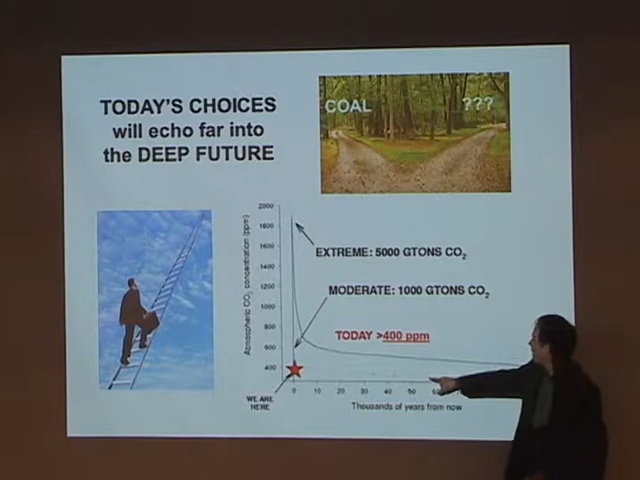 TODAY'S CHOICES
will echo far into
the DEEP FUTURE
COAL
???
2000
1800
1600
1400
1200
1000
800
600
400
Atmospheric CO2 concentration (ppm)
EXTREME: 5000 GTONS CO2
MODERATE: 1000 GTONS CO2
TODAY >400 ppm
WE ARE
HERE
0 10 20 30 40 50
Thousands of years from now